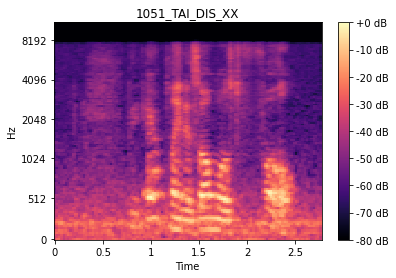 1051_TAI_DIS_XX
Hz
8192
4096
2048
1024
512
0
0
0.5
1
1.5
2
2.5
Time
+0 dB
-10 dB
-20 dB
-30 dB
-40 dB
-50 dB
-60 dB
-70 dB
-80 dB